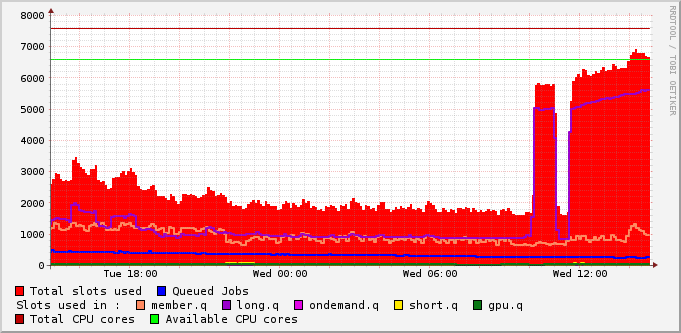 8000
7000
6000
5000
4000
3000
2000
1000
0
Tue 18:00 Wed 00:00 Wed 06:00 Wed 12:00
RRDTOOL / TOBI OETIKER
Total slots used Queued Jobs
Slots used in : member.q long.q ondemand.q short.q gpu.q
Total CPU cores Available CPU cores